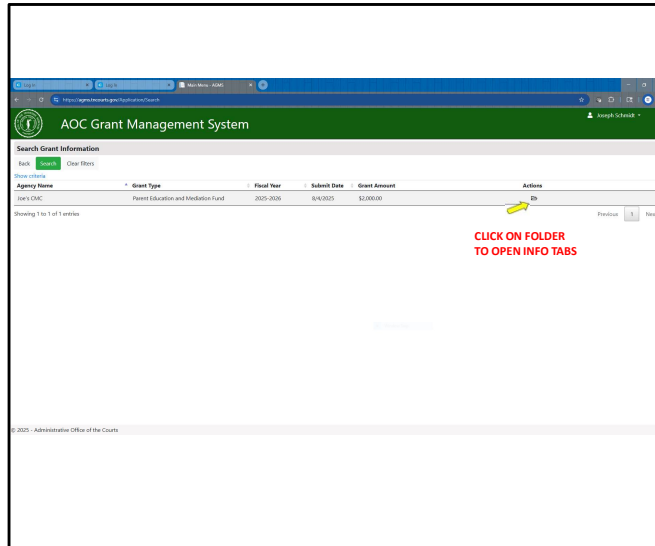 Log in
Log in
Main Menu - AGMS
https://agms.tncourts.gov/Application/Search
AOC Grant Management System
Joseph Schmidt
Search Grant Information
Back Search Clear filters
Show criteria
Agency Name Grant Type Fiscal Year Submit Date Grant Amount Actions
Joe's CMC Parent Education and Mediation Fund 2025-2026 8/4/2025 $2,000.00
Showing 1 to 1 of 1 entries
Previous 1 Nex
CLICK ON FOLDER
TO OPEN INFO TABS
© 2025 - Administrative Office of the Courts